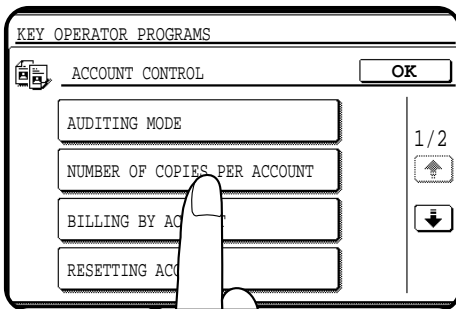 KEY OPERATOR PROGRAMS
ACCOUNT CONTROL
OK
AUDITING MODE
1/2
NUMBER OF COPIES PER ACCOUNT
BILLING BY AC T
RESETTING ACC